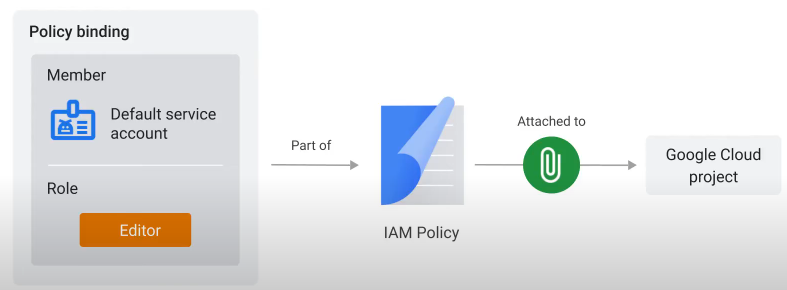 Policy binding
Member
Default service
account
Role
Editor
Part of
IAM Policy
Attached to
Google Cloud
project